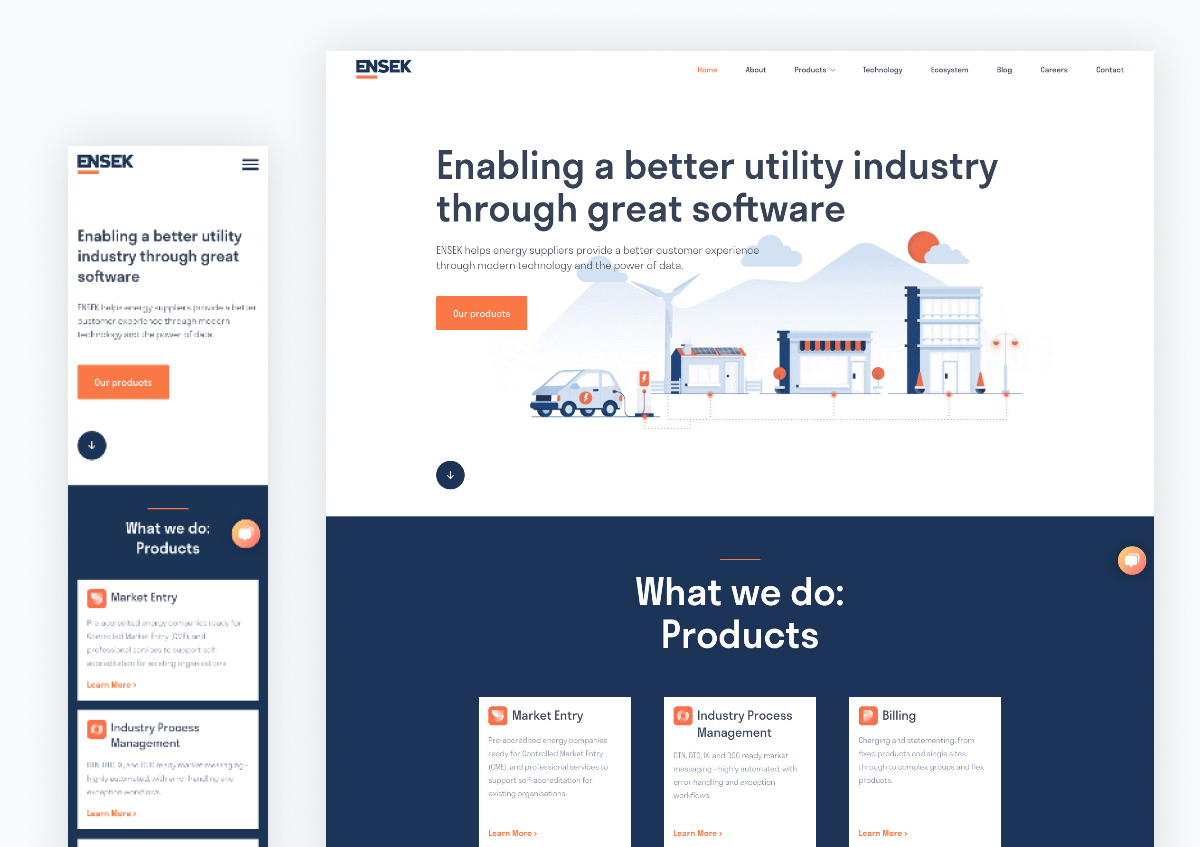 ENSEK
Enabling a better utility
industry through great
software
ENSEK helps energy suppliers provide a better
customer experience through modern
technology and the power of data.
Our products
What we do:
Products
Market Entry
Pre-accredited energy companies ready for
Controlled Market Entry (CME), and
professional services to support self-
accreditation for existing organisations
Learn More >
Industry Process
Management
DTN, DTC, IX, and DCC ready market messaging -
highly automated, with error handling and
exception workflows.
Learn More >
ENSEK
Home About Products Technology Ecosystem Blog Careers Contact
Enabling a better utility industry
through great software
ENSEK helps energy suppliers provide a better customer experience
through modern technology and the power of data.
Our products
What we do:
Products
Market Entry
Pre-accredited energy companies
ready for Controlled Market Entry
(CME), and professional services to
support self-accreditation for
existing organisations.
Learn More >
Industry Process
Management
DTN, DTC, IX, and DCC ready market
messaging - highly automated, with
error handling and exception
workflows.
Learn More >
Billing
Charging and statementing, from
fixed products and single sites
through to complex groups and flex
products.
Learn More >